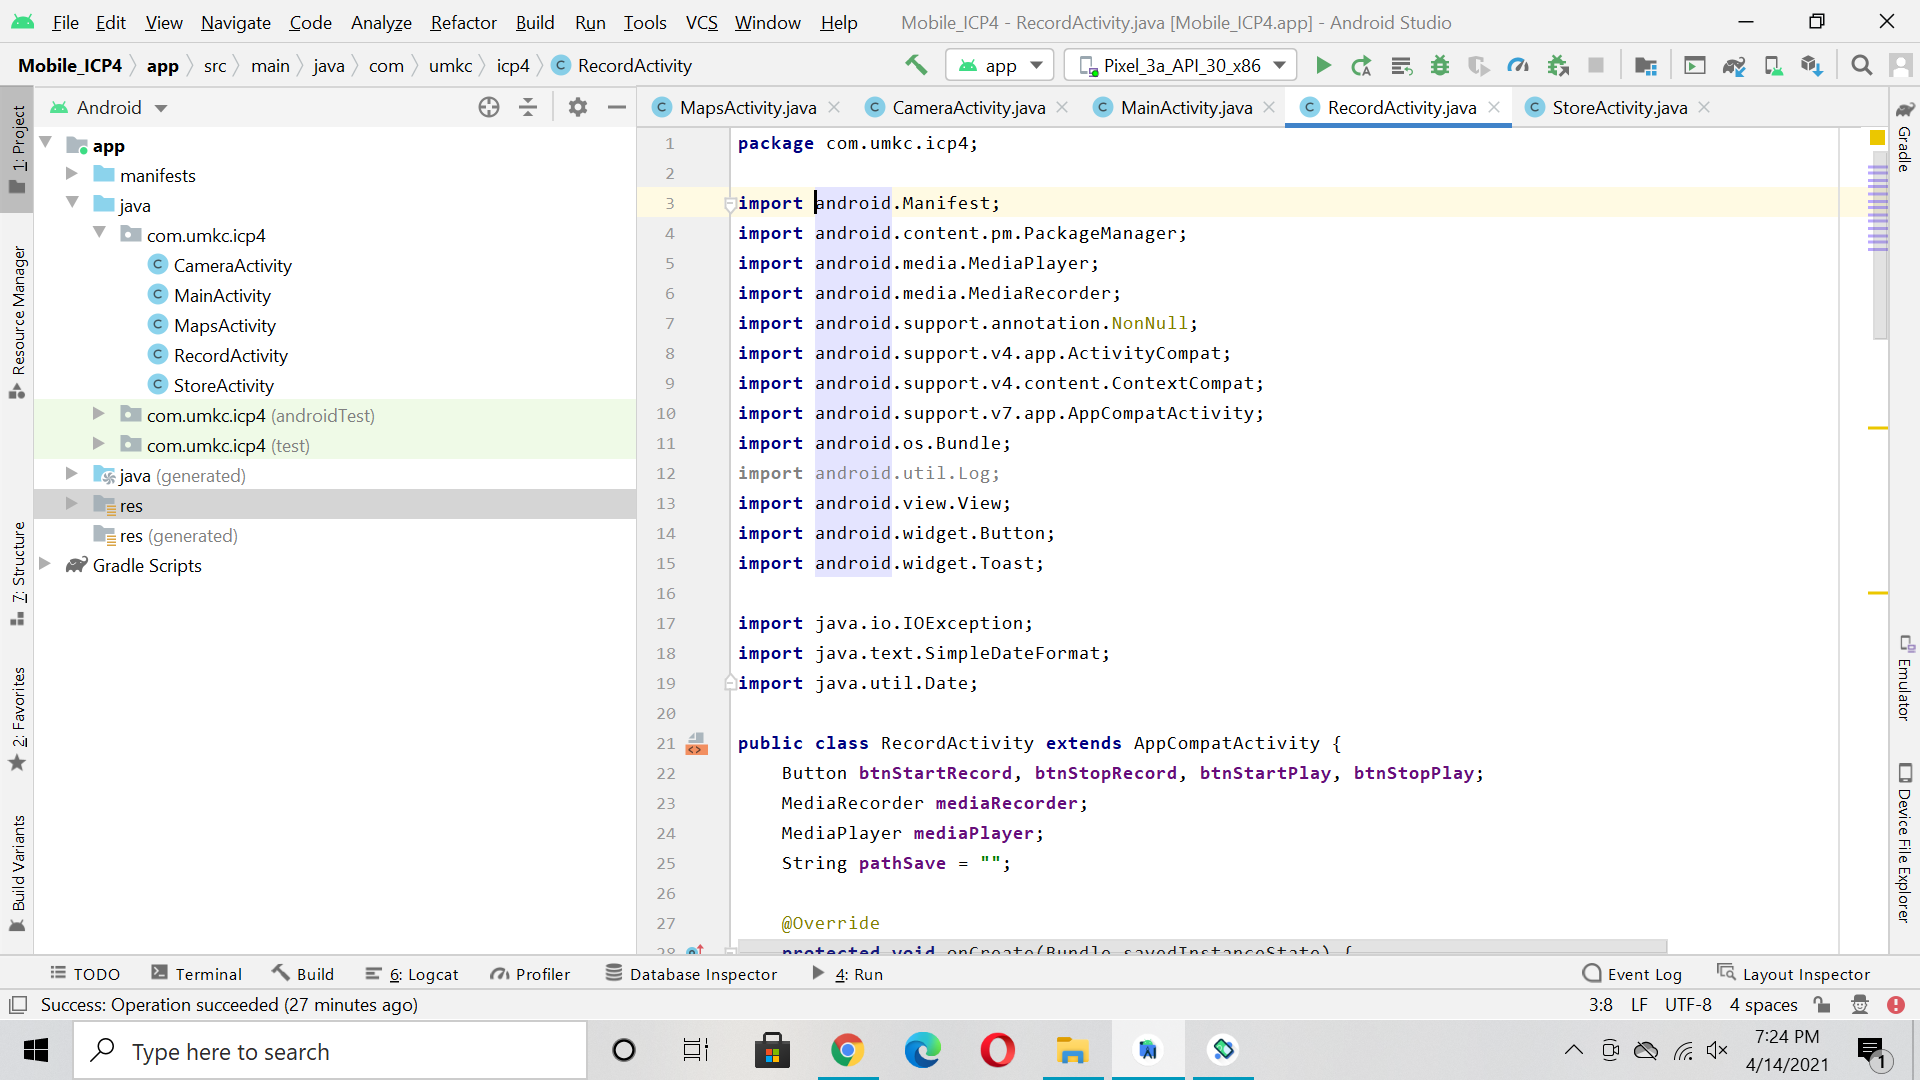 File Edit View Navigate Code Analyze Refactor Build Run Tools VCS Window Help Mobile_ICP4 - RecordActivity.java [Mobile_ICP4.app] - Android Studio
Mobile_ICP4 app src main java com umkc icp4 RecordActivity app Pixel_3a_API_30_x86
1: Project
Resource Manager
7: Structure
2: Favorites
Build Variants
Android
app
manifests
java
com.umkc.icp4
CameraActivity
MainActivity
MapsActivity
RecordActivity
StoreActivity
com.umkc.icp4 (androidTest)
com.umkc.icp4 (test)
java (generated)
res
res (generated)
Gradle Scripts
MapsActivity.java CameraActivity.java MainActivity.java RecordActivity.java StoreActivity.java
1 package com.umkc.icp4;
2
3 import android.Manifest;
4 import android.content.pm.PackageManager;
5 import android.media.MediaPlayer;
6 import android.media.MediaRecorder;
7 import android.support.annotation.NonNull;
8 import android.support.v4.app.ActivityCompat;
9 import android.support.v4.content.ContextCompat;
10 import android.support.v7.app.AppCompatActivity;
11 import android.os.Bundle;
12 import android.util.Log;
13 import android.view.View;
14 import android.widget.Button;
15 import android.widget.Toast;
16
17 import java.io.IOException;
18 import java.text.SimpleDateFormat;
19 import java.util.Date;
20
21 public class RecordActivity extends AppCompatActivity {
22 Button btnStartRecord, btnStopRecord, btnStartPlay, btnStopPlay;
23 MediaRecorder mediaRecorder;
24 MediaPlayer mediaPlayer;
25 String pathSave = "";
26
27 @Override
28 protected void onCreate(Bundle savedInstanceState) {
Gradle
Emulator
Device File Explorer
TODO Terminal Build 6: Logcat Profiler Database Inspector 4: Run Event Log Layout Inspector
Success: Operation succeeded (27 minutes ago) 3:8 LF UTF-8 4 spaces
Type here to search
7:24 PM
4/14/2021
1